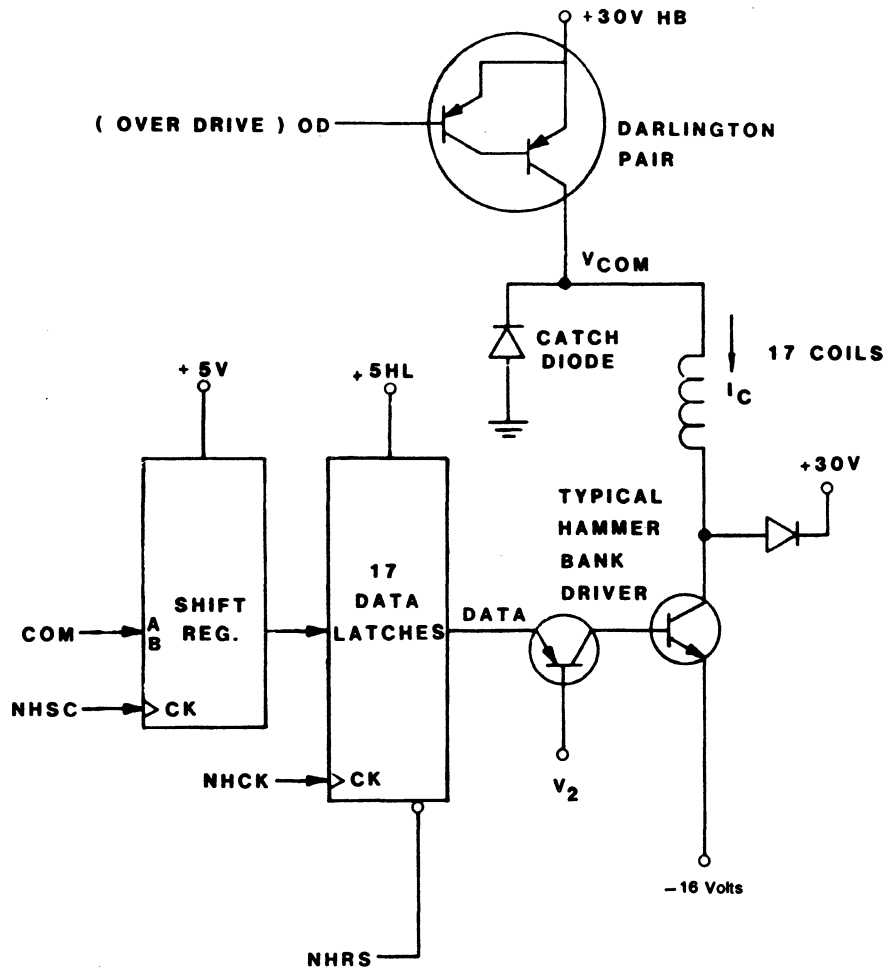 +30V HB
( OVER DRIVE ) OD
DARLINGTON
PAIR
VCOM
CATCH
DIODE
17 COILS
IC
+ 5V
+ 5HL
+30V
TYPICAL
HAMMER
BANK
DRIVER
17
DATA
LATCHES
SHIFT
REG.
DATA
COM
A
B
NHSC
CK
NHCK
CK
V2
−16 Volts
NHRS